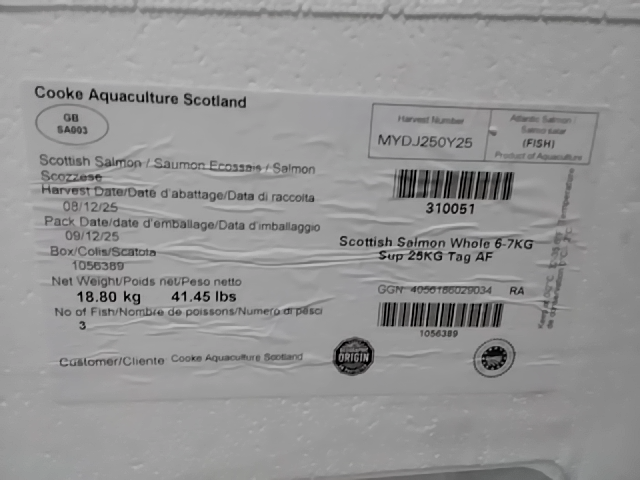 Cooke Aquaculture Scotland
GB
SA003
Harvest Number
MYDJ250Y25
Atlantic Salmon
Salmo salar
(FISH)
Product of Aquaculture
Scottish Salmon / Saumon Ecossais / Salmon
Scozzese
Harvest Date/Date d'abattage/Data di raccolta
08/12/25
Pack Date/date d'emballage/Data d'imballaggio
09/12/25
Box/Colis/Scatola
1056389
Net Weight/Poids net/Peso netto
18.80 kg 41.45 lbs
No of Fish/Nombre de poissons/Numero di pesci
3
Customer/Cliente: Cooke Aquaculture Scotland
310051
Scottish Salmon Whole 6-7KG
Sup 25KG Tag AF
GGN: 4056186029034 RA
1056389
ORIGIN